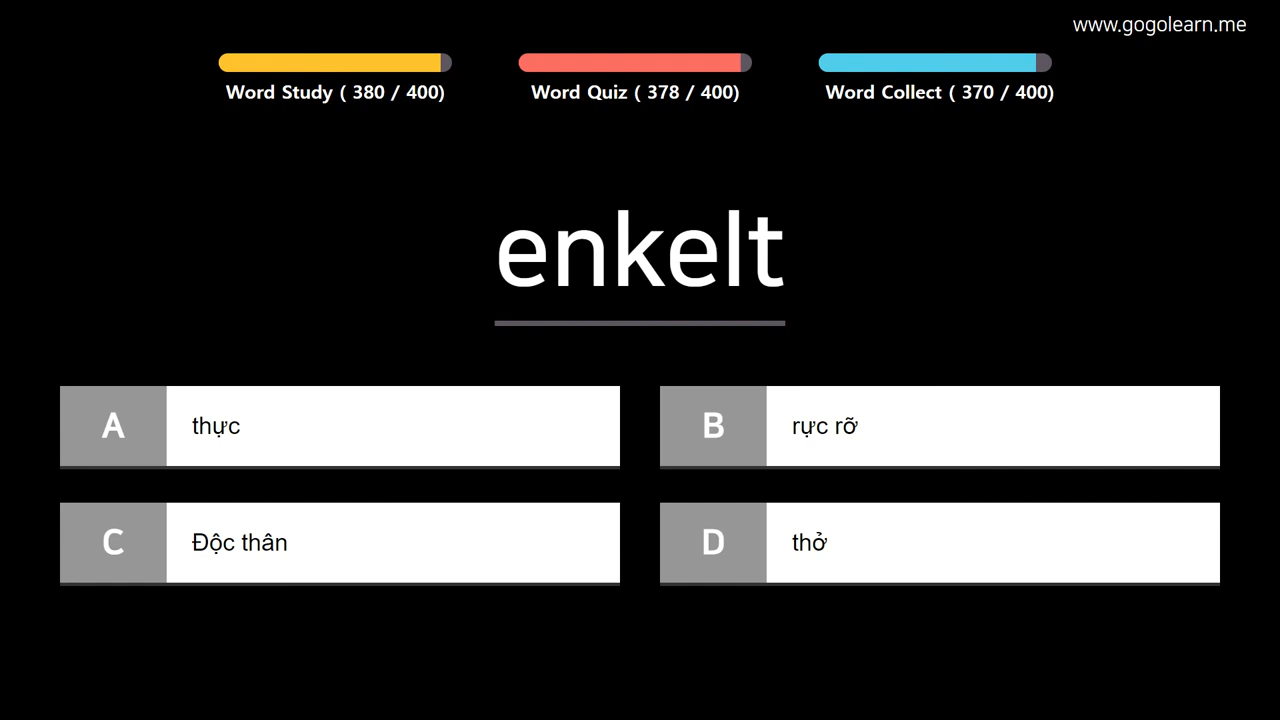 www.gogolearn.me
Word Study ( 380 / 400)
Word Quiz ( 378 / 400)
Word Collect ( 370 / 400)
enkelt
A thực
B rực rỡ
C Độc thân
D thở